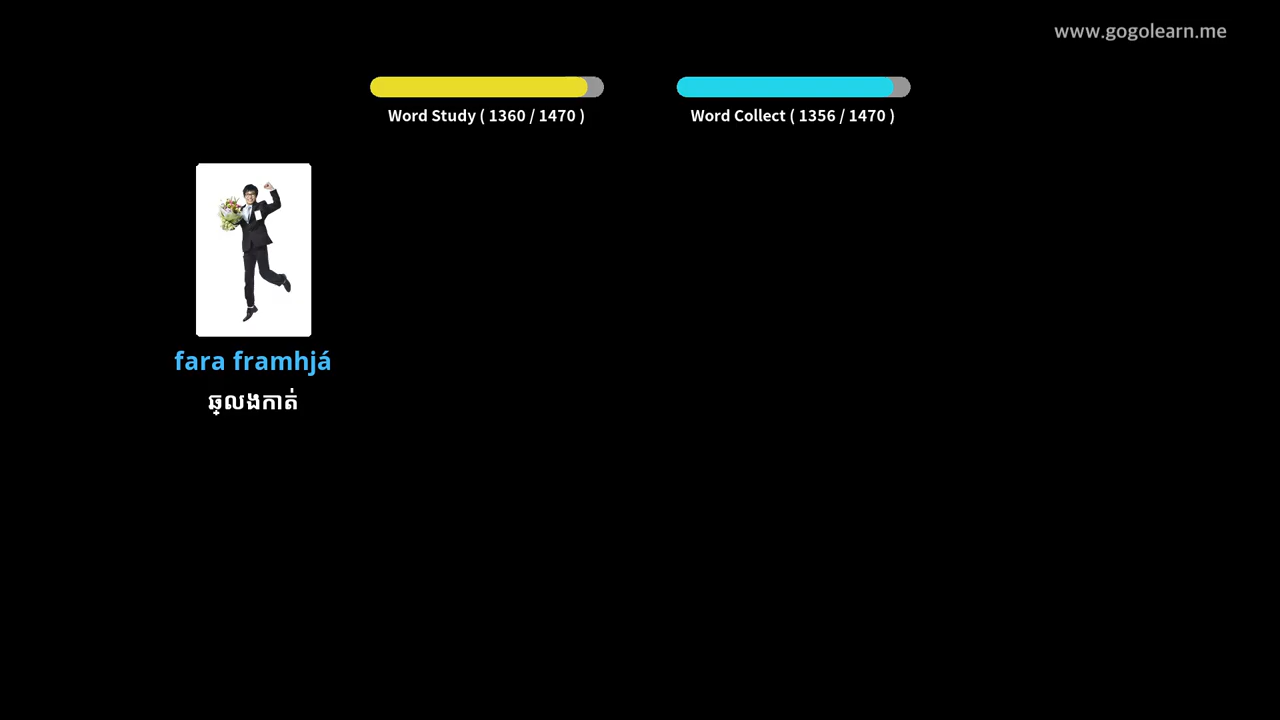 www.gogolearn.me
Word Study ( 1360 / 1470 )
Word Collect ( 1356 / 1470 )
fara framhjá
ឆ្លងកាត់